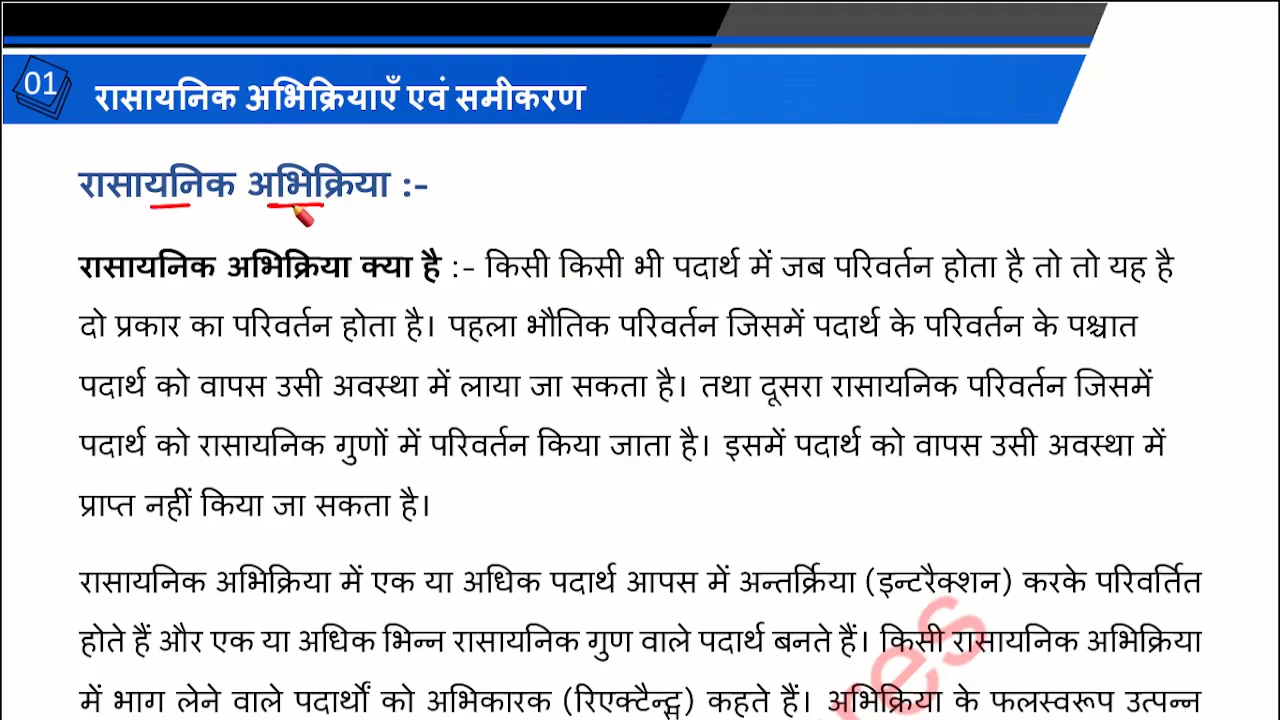 01
रासायनिक अभिक्रियाएँ एवं समीकरण
रासायनिक अभिक्रिया :-
रासायनिक अभिक्रिया क्या है :- किसी किसी भी पदार्थ में जब परिवर्तन होता है तो तो यह है
दो प्रकार का परिवर्तन होता है। पहला भौतिक परिवर्तन जिसमें पदार्थ के परिवर्तन के पश्चात
पदार्थ को वापस उसी अवस्था में लाया जा सकता है। तथा दूसरा रासायनिक परिवर्तन जिसमें
पदार्थ को रासायनिक गुणों में परिवर्तन किया जाता है। इसमें पदार्थ को वापस उसी अवस्था में
प्राप्त नहीं किया जा सकता है।
रासायनिक अभिक्रिया में एक या अधिक पदार्थ आपस में अन्तर्क्रिया (इन्टरैक्शन) करके परिवर्तित
होते हैं और एक या अधिक भिन्न रासायनिक गुण वाले पदार्थ बनते हैं। किसी रासायनिक अभिक्रिया
में भाग लेने वाले पदार्थों को अभिकारक (रिएक्टैन्ट्स) कहते हैं। अभिक्रिया के फलस्वरूप उत्पन्न